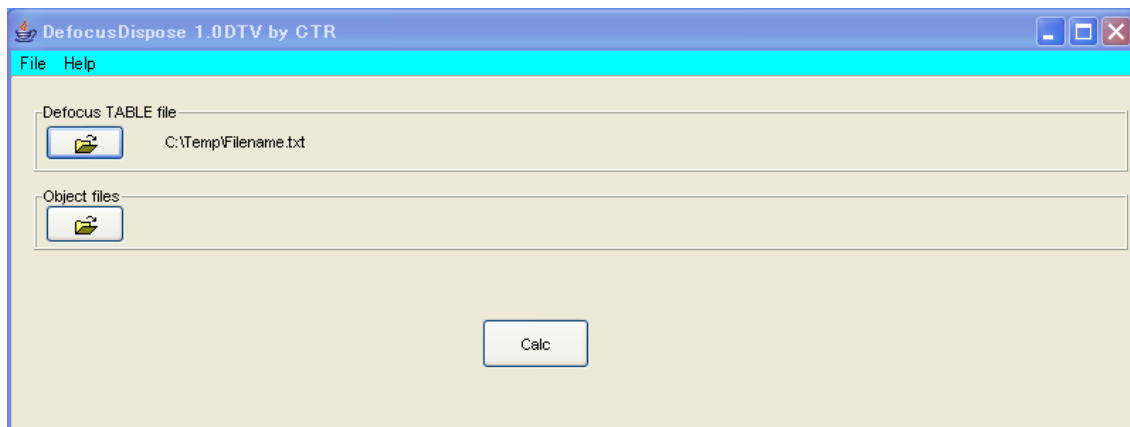 DefocusDispose 1.0DTV by CTR
File Help
Defocus TABLE file
C:\Temp\Filename.txt
Object files
Calc